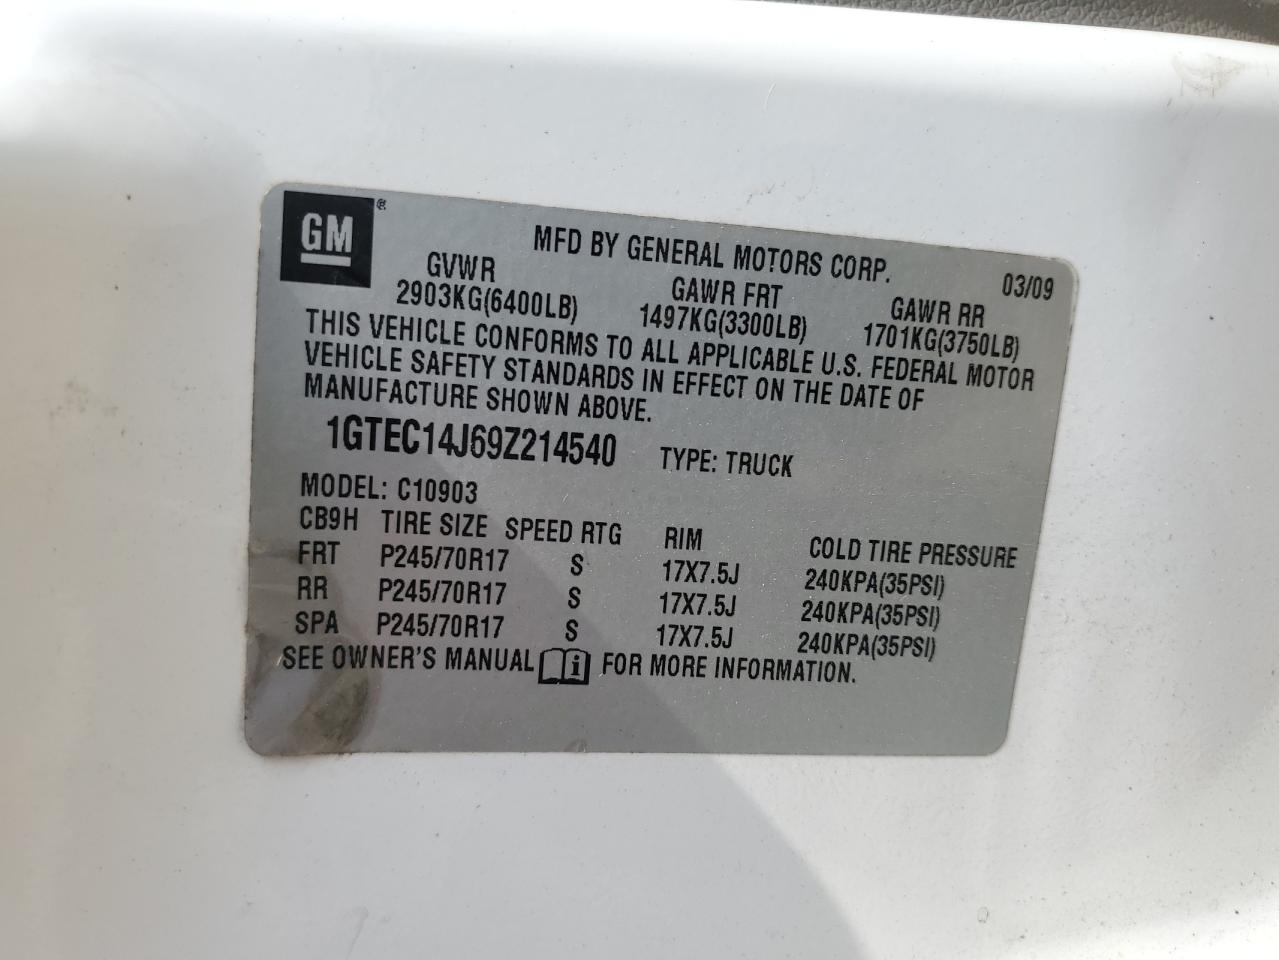 GM ®
MFD BY GENERAL MOTORS CORP. 03/09
GVWR GAWR FRT GAWR RR
2903KG(6400LB) 1497KG(3300LB) 1701KG(3750LB)
THIS VEHICLE CONFORMS TO ALL APPLICABLE U.S. FEDERAL MOTOR
VEHICLE SAFETY STANDARDS IN EFFECT ON THE DATE OF
MANUFACTURE SHOWN ABOVE.
1GTEC14J69Z214540 TYPE: TRUCK
MODEL: C10903
CB9H TIRE SIZE SPEED RTG RIM COLD TIRE PRESSURE
FRT P245/70R17 S 17X7.5J 240KPA(35PSI)
RR P245/70R17 S 17X7.5J 240KPA(35PSI)
SPA P245/70R17 S 17X7.5J 240KPA(35PSI)
SEE OWNER'S MANUAL i FOR MORE INFORMATION.